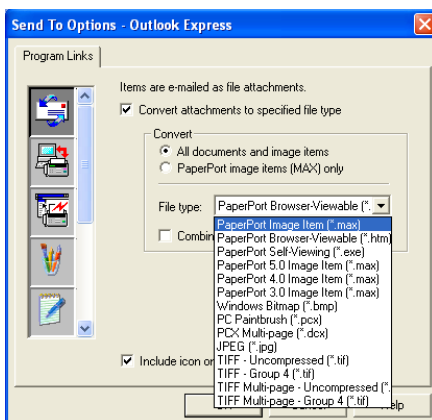 Send To Options - Outlook Express
Program Links
Items are e-mailed as file attachments.
Convert attachments to specified file type
Convert
All documents and image items
PaperPort image items (MAX) only
File type:
PaperPort Browser-Viewable (*.
PaperPort Image Item (*.max)
PaperPort Browser-Viewable (*.htm)
Combin
PaperPort Self-Viewing (*.exe)
PaperPort 5.0 Image Item (*.max)
PaperPort 4.0 Image Item (*.max)
PaperPort 3.0 Image Item (*.max)
Windows Bitmap (*.bmp)
PC Paintbrush (*.pcx)
PCX Multi-page (*.dcx)
JPEG (*.jpg)
Include icon or
TIFF - Uncompressed (*.tif)
TIFF - Group 4 (*.tif)
TIFF Multi-page - Uncompressed (*.
TIFF Multi-page - Group 4 (*.tif)